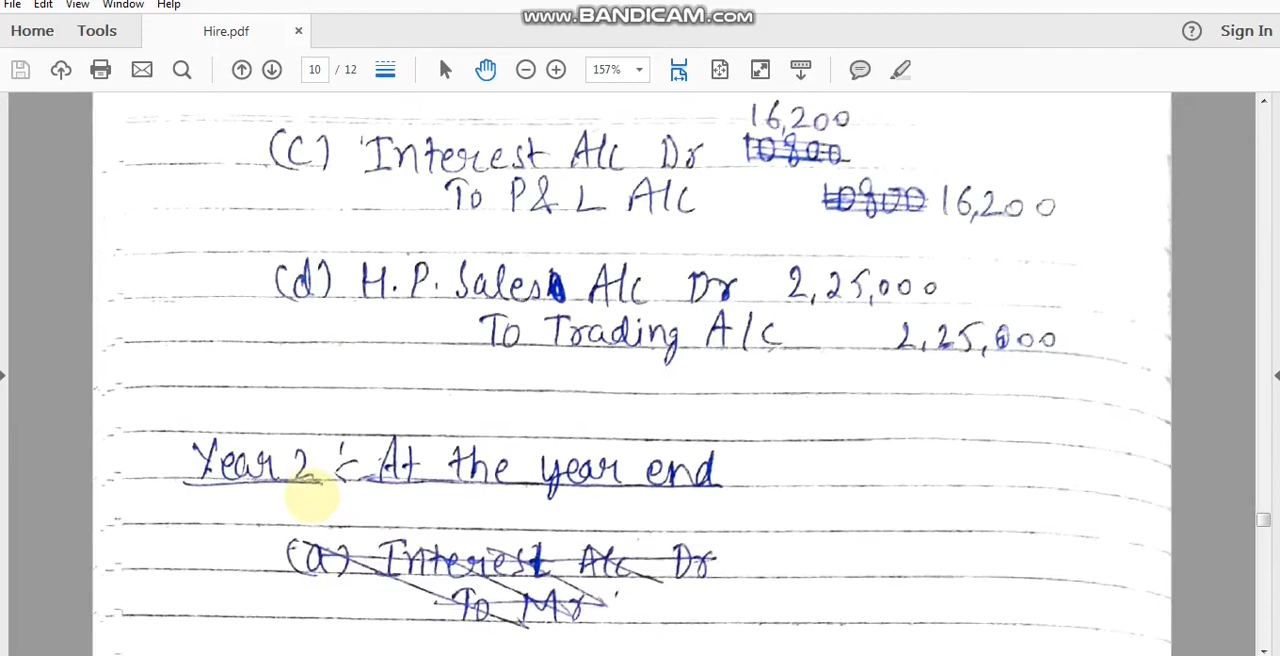 File Edit View Window Help
www.BANDICAM.com
Home Tools Hire.pdf × Sign In
10 / 12 157%
16,200
(C) Interest A/c Dr 10800
To P & L A/c 10800 16,200
(d) H.P. Sales A/c Dr 2,25,000
To Trading A/c 2,25,000
Year 2 :- At the year end
(a) Interest A/c Dr
To Mr